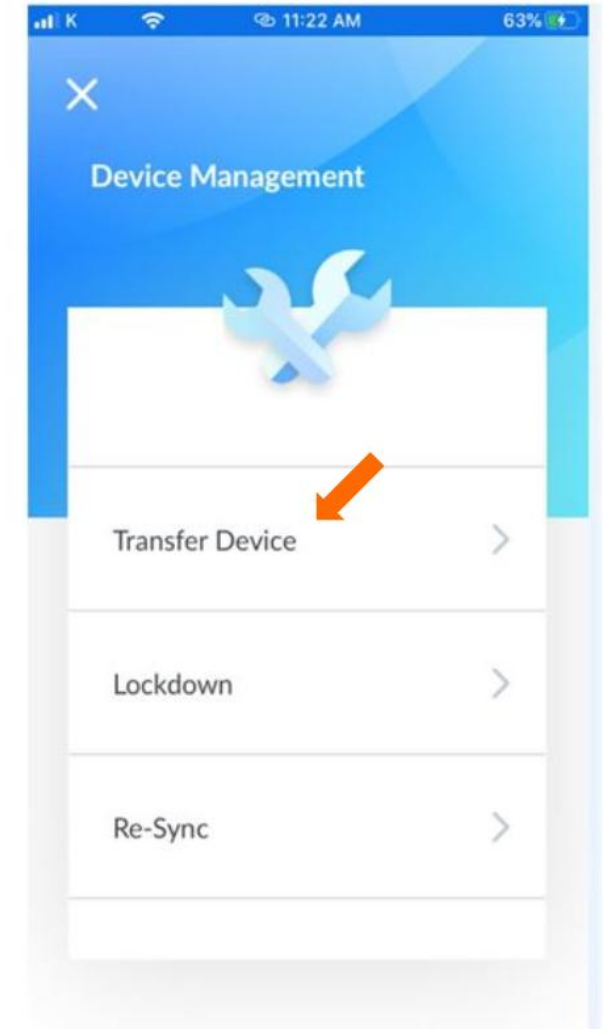 K 11:22 AM 63%
Device Management
Transfer Device
Lockdown
Re-Sync